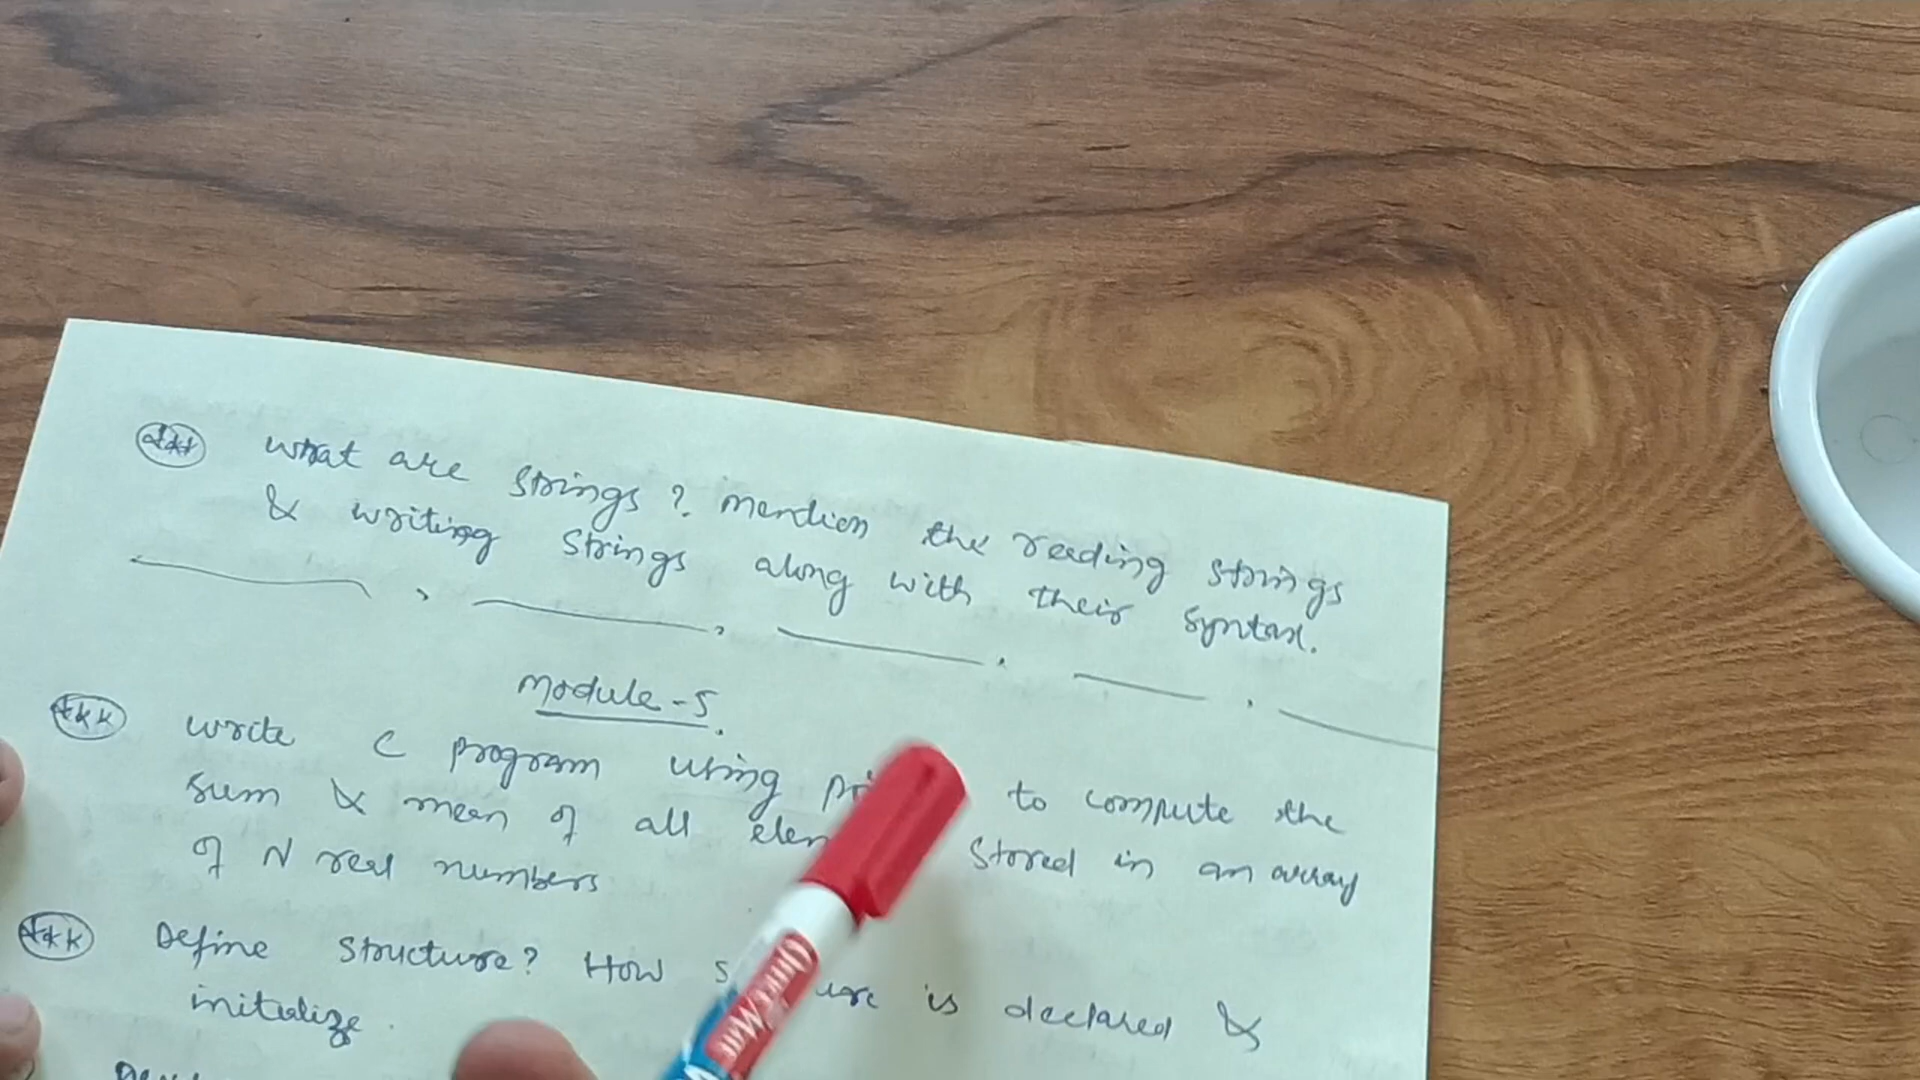 *** What are strings? mention the reading strings
& writing strings along with their syntax.
Module-5
*** write C program using to compute the
sum & mean of all stored in an array
of N real numbers
*** Define structure? How is declared &
initialize.